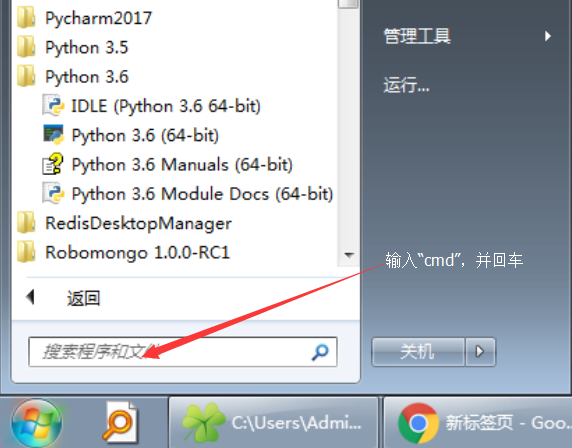 Pycharm2017
Python 3.5
Python 3.6
IDLE (Python 3.6 64-bit)
Python 3.6 (64-bit)
Python 3.6 Manuals (64-bit)
Python 3.6 Module Docs (64-bit)
RedisDesktopManager
Robomongo 1.0.0-RC1
返回
搜索程序和文件
管理工具
运行...
输入“cmd”，并回车
关机
C:\Users\Admi...
新标签页 - Goo...